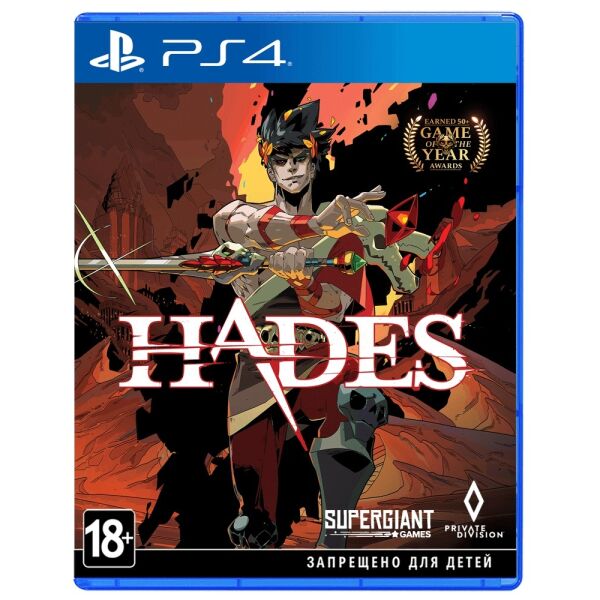 PS4
EARNED 50+
GAME
OF THE
YEAR
AWARDS
HADES
18+
SUPERGIANT
GAMES
PRIVATE
DIVISION
ЗАПРЕЩЕНО ДЛЯ ДЕТЕЙ